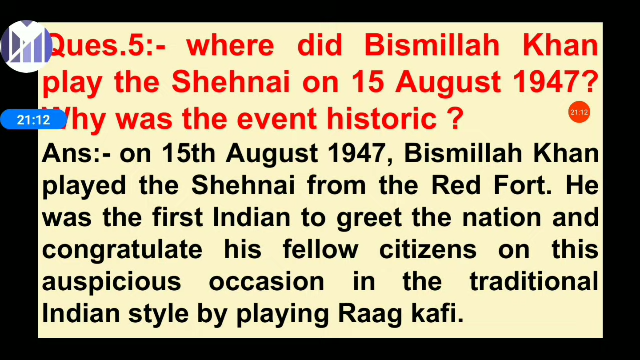 Ques.5:- where did Bismillah Khan
play the Shehnai on 15 August 1947?
Why was the event historic ?
21:12
21:12
Ans:- on 15th August 1947, Bismillah Khan
played the Shehnai from the Red Fort. He
was the first Indian to greet the nation and
congratulate his fellow citizens on this
auspicious occasion in the traditional
Indian style by playing Raag kafi.